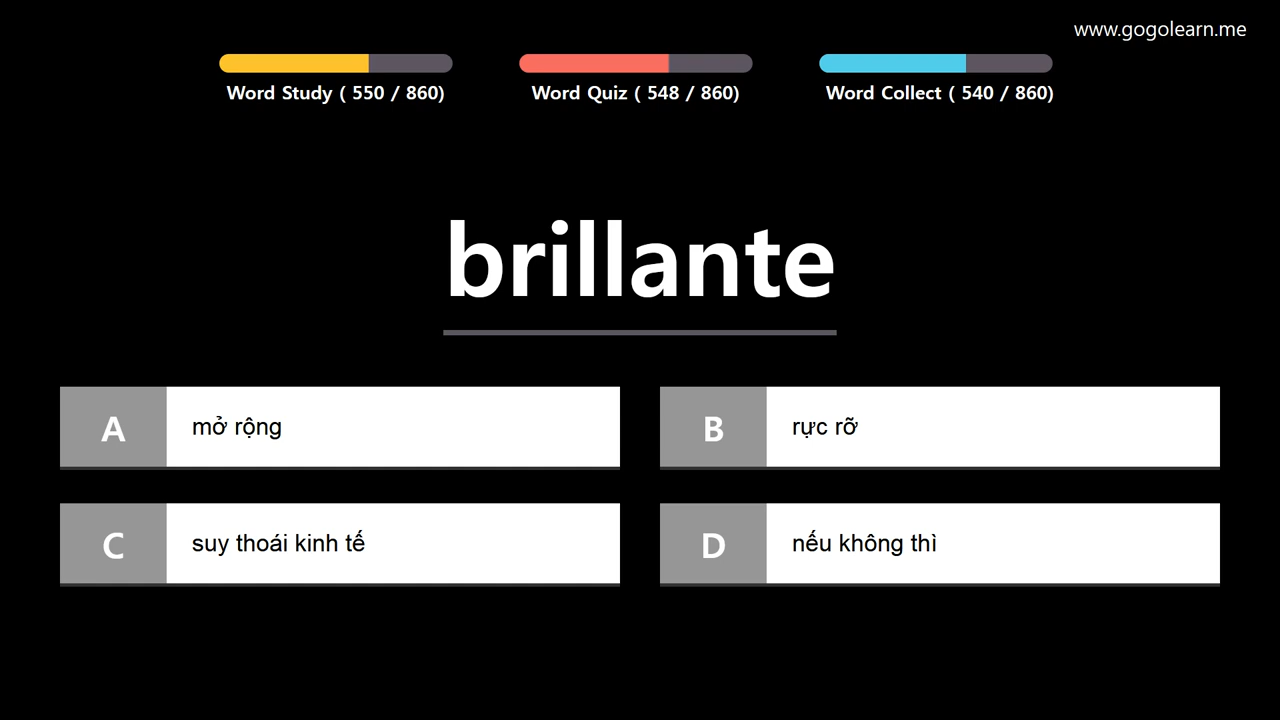 www.gogolearn.me
Word Study ( 550 / 860)
Word Quiz ( 548 / 860)
Word Collect ( 540 / 860)
brillante
A mở rộng
B rực rỡ
C suy thoái kinh tế
D nếu không thì